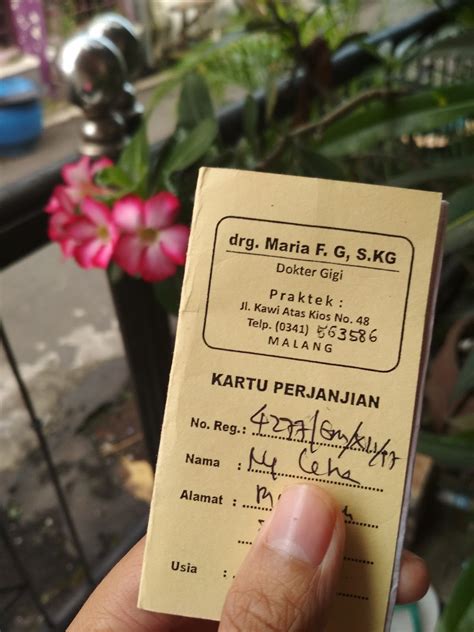 drg. Maria F. G, S.KG
Dokter Gigi
Praktek :
Jl. Kawi Atas Kios No. 48
Telp. (0341) 563586
MALANG
KARTU PERJANJIAN
No. Reg. : 4277/
Nama :
Alamat :
Usia :